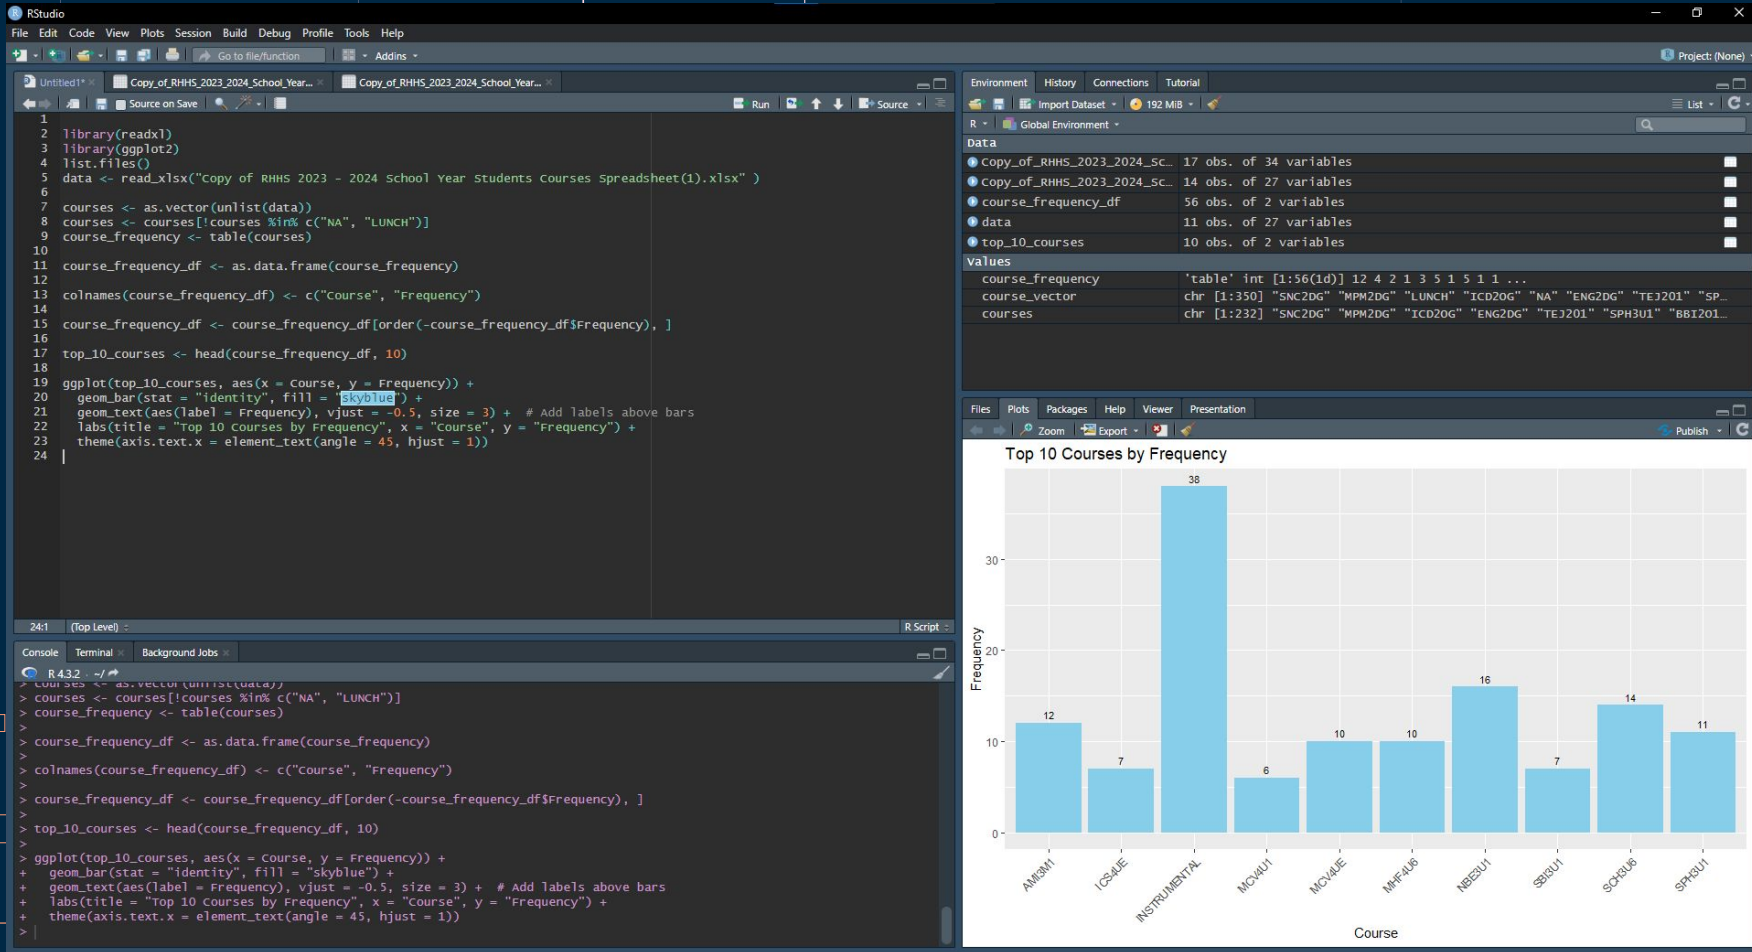 RStudio
File Edit Code View Plots Session Build Debug Profile Tools Help
Go to file/function Addins Project: (None)
Untitled1* Copy_of_RHHS_2023_2024_School_Year... Copy_of_RHHS_2023_2024_School_Year...
Source on Save Run Source
1
2 library(readxl)
3 library(ggplot2)
4 list.files()
5 data <- read_xlsx("Copy of RHHS 2023 - 2024 School Year Students Courses Spreadsheet(1).xlsx" )
6
7 courses <- as.vector(unlist(data))
8 courses <- courses[!courses %in% c("NA", "LUNCH")]
9 course_frequency <- table(courses)
10
11 course_frequency_df <- as.data.frame(course_frequency)
12
13 colnames(course_frequency_df) <- c("Course", "Frequency")
14
15 course_frequency_df <- course_frequency_df[order(-course_frequency_df$Frequency), ]
16
17 top_10_courses <- head(course_frequency_df, 10)
18
19 ggplot(top_10_courses, aes(x = Course, y = Frequency)) +
20 geom_bar(stat = "identity", fill = "skyblue") +
21 geom_text(aes(label = Frequency), vjust = -0.5, size = 3) + # Add labels above bars
22 labs(title = "Top 10 Courses by Frequency", x = "Course", y = "Frequency") +
23 theme(axis.text.x = element_text(angle = 45, hjust = 1))
24
24:1 (Top Level) R Script
Console Terminal Background Jobs
R 4.3.2 · ~/
> courses <- as.vector(unlist(data))
> courses <- courses[!courses %in% c("NA", "LUNCH")]
> course_frequency <- table(courses)
>
> course_frequency_df <- as.data.frame(course_frequency)
>
> colnames(course_frequency_df) <- c("Course", "Frequency")
>
> course_frequency_df <- course_frequency_df[order(-course_frequency_df$Frequency), ]
>
> top_10_courses <- head(course_frequency_df, 10)
>
> ggplot(top_10_courses, aes(x = Course, y = Frequency)) +
+ geom_bar(stat = "identity", fill = "skyblue") +
+ geom_text(aes(label = Frequency), vjust = -0.5, size = 3) + # Add labels above bars
+ labs(title = "Top 10 Courses by Frequency", x = "Course", y = "Frequency") +
+ theme(axis.text.x = element_text(angle = 45, hjust = 1))
>
Environment History Connections Tutorial
Import Dataset 192 MiB List
R Global Environment
Data
Copy_of_RHHS_2023_2024_Sc… 17 obs. of 34 variables
Copy_of_RHHS_2023_2024_Sc… 14 obs. of 27 variables
course_frequency_df 56 obs. of 2 variables
data 11 obs. of 27 variables
top_10_courses 10 obs. of 2 variables
Values
course_frequency 'table' int [1:56(1d)] 12 4 2 1 3 5 1 5 1 1 ...
course_vector chr [1:350] "SNC2DG" "MPM2DG" "LUNCH" "ICD2OG" "NA" "ENG2DG" "TEJ2O1" "SP…
courses chr [1:232] "SNC2DG" "MPM2DG" "ICD2OG" "ENG2DG" "TEJ2O1" "SPH3U1" "BBI2O1…
Files Plots Packages Help Viewer Presentation
Zoom Export Publish
Top 10 Courses by Frequency
38
30
20
10
0
Frequency
12
7
6
10
10
16
7
14
11
AMI3M1
ICS4UE
INSTRUMENTAL
MCV4U1
MCV4UE
MHF4U6
NBE3U1
SBI3U1
SCH3U6
SPH3U1
Course